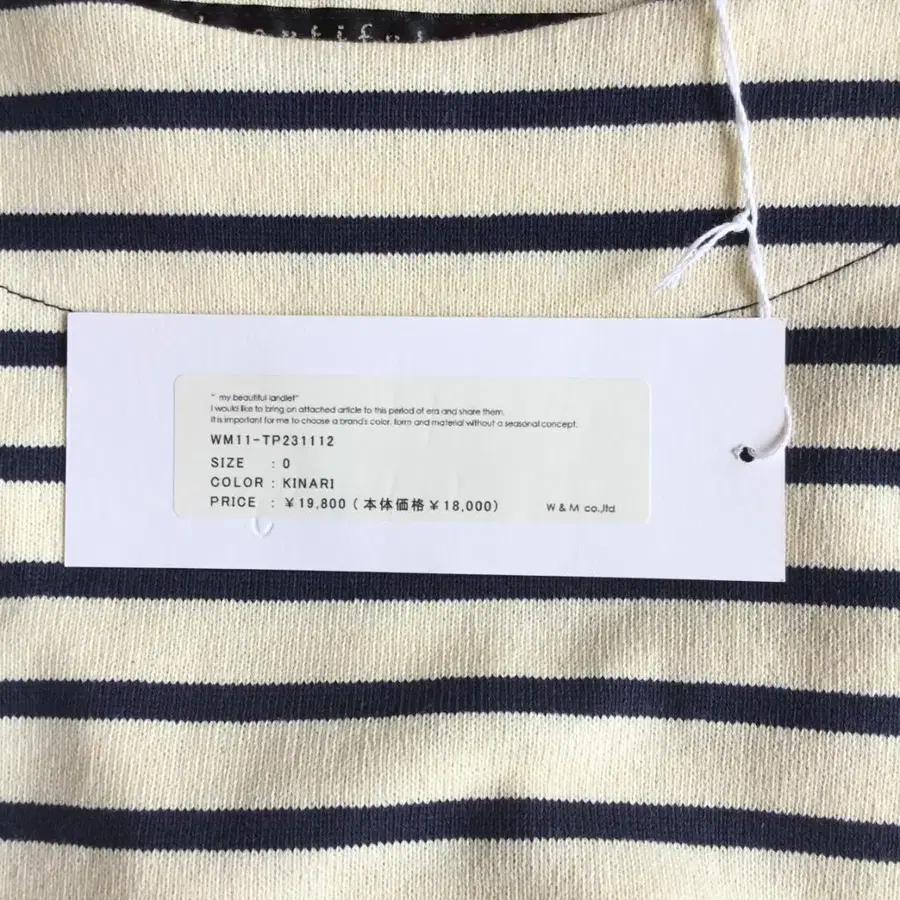 " my beautiful landlet"
I would like to bring on attached article to this period of era and share them.
It is important for me to choose a brand's color, form and material without a seasonal concept.
WM11-TP231112
SIZE : 0
COLOR : KINARI
PRICE : ¥19,800 (本体価格¥18,000)
W & M co.,ltd